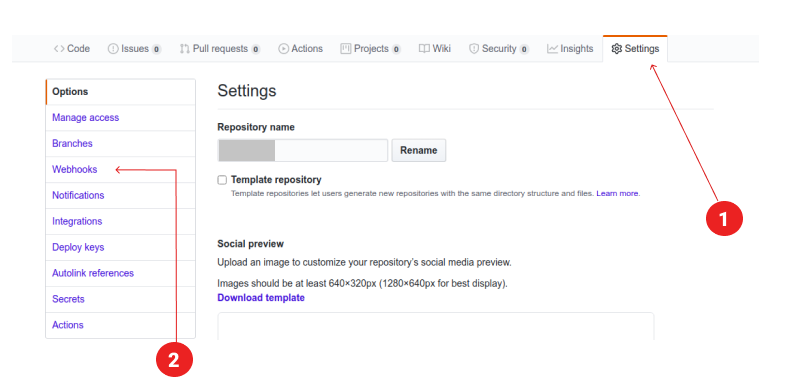 Code Issues 0 Pull requests 0 Actions Projects 0 Wiki Security 0 Insights Settings
Options
Manage access
Branches
Webhooks
Notifications
Integrations
Deploy keys
Autolink references
Secrets
Actions
Settings
Repository name
Rename
Template repository
Template repositories let users generate new repositories with the same directory structure and files. Learn more.
Social preview
Upload an image to customize your repository's social media preview.
Images should be at least 640×320px (1280×640px for best display).
Download template
1
2